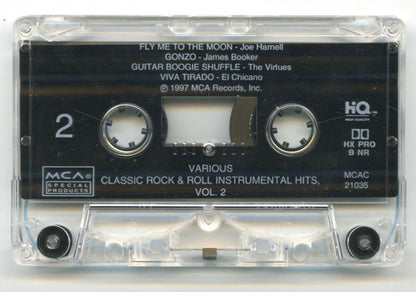 FLY ME TO THE MOON - Joe Harnell
GONZO - James Booker
GUITAR BOOGIE SHUFFLE - The Virtues
VIVA TIRADO - El Chicano
℗ 1997 MCA Records, Inc.
2
HQ
HIGH QUALITY
HX PRO
B NR
VARIOUS
CLASSIC ROCK & ROLL INSTRUMENTAL HITS,
VOL. 2
MCA®
SPECIAL
PRODUCTS
MCAC
21035